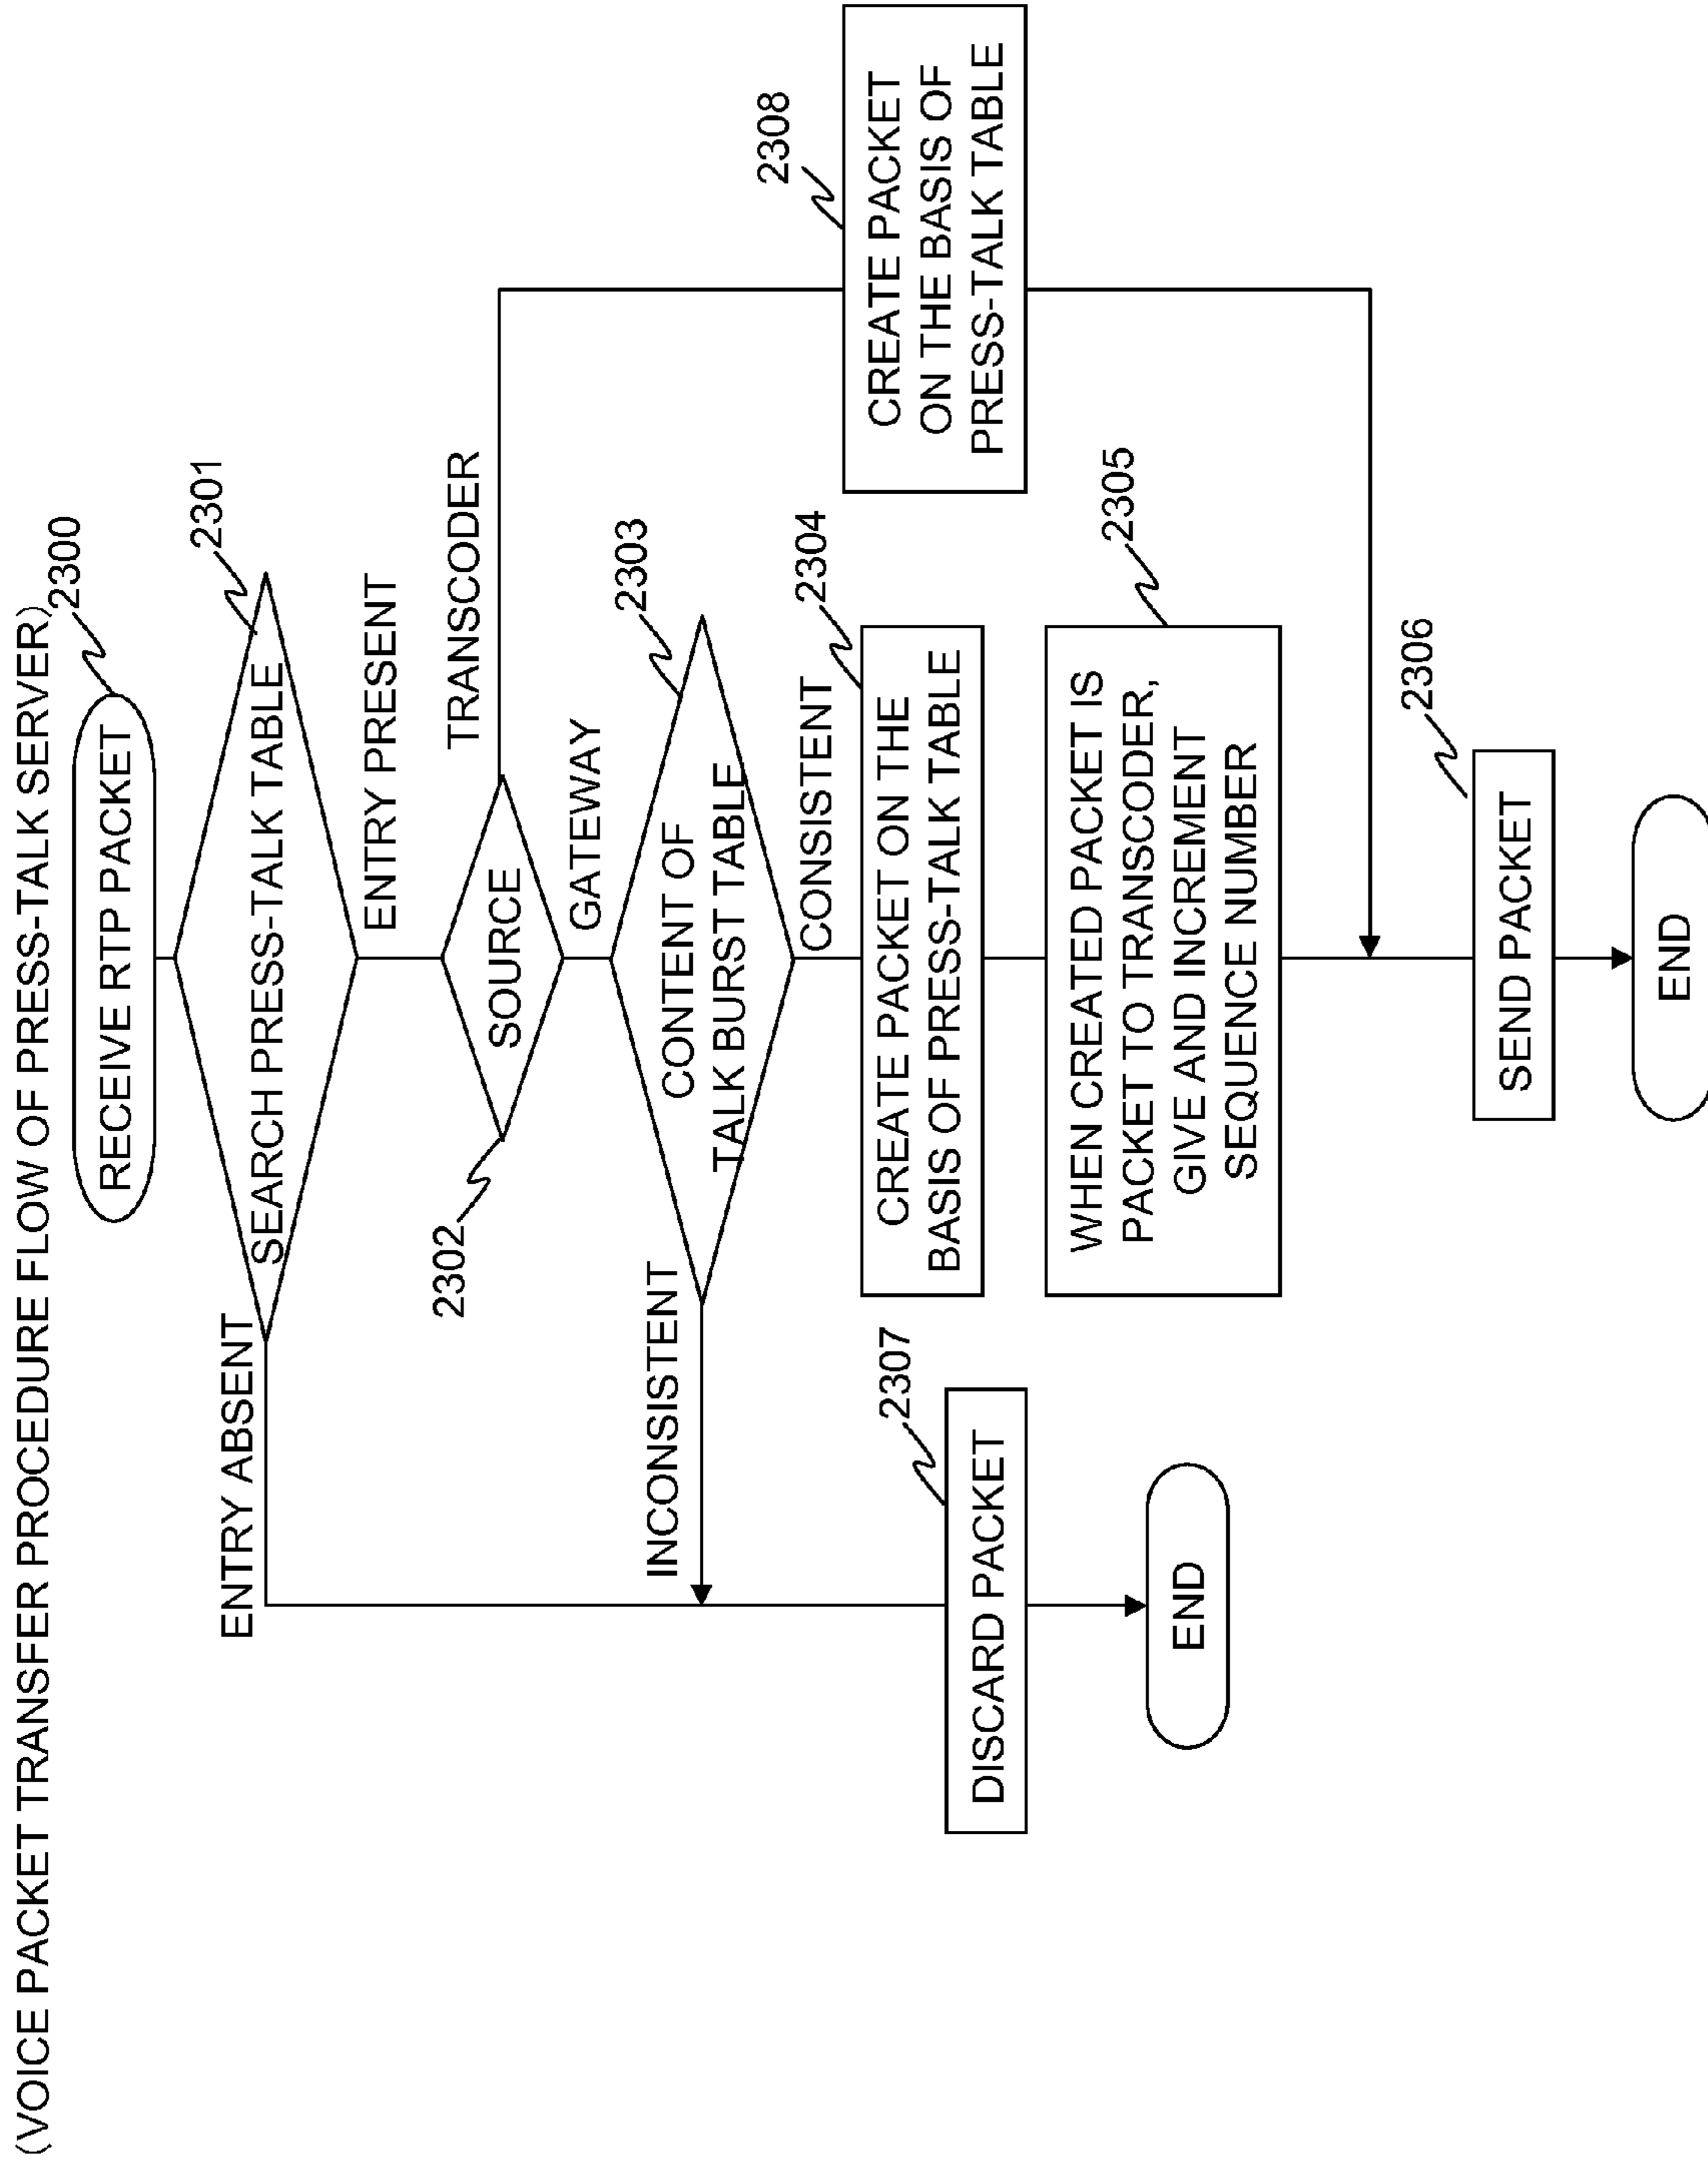 (VOICE PACKET TRANSFER PROCEDURE FLOW OF PRESS-TALK SERVER)
2300
RECEIVE RTP PACKET
2301
SEARCH PRESS-TALK TABLE
ENTRY ABSENT
ENTRY PRESENT
2302
SOURCE
TRANSCODER
GATEWAY
2303
CONTENT OF
TALK BURST TABLE
INCONSISTENT
CONSISTENT
2304
CREATE PACKET ON THE
BASIS OF PRESS-TALK TABLE
2308
CREATE PACKET
ON THE BASIS OF
PRESS-TALK TABLE
2307
DISCARD PACKET
END
2305
WHEN CREATED PACKET IS
PACKET TO TRANSCODER,
GIVE AND INCREMENT
SEQUENCE NUMBER
2306
SEND PACKET
END